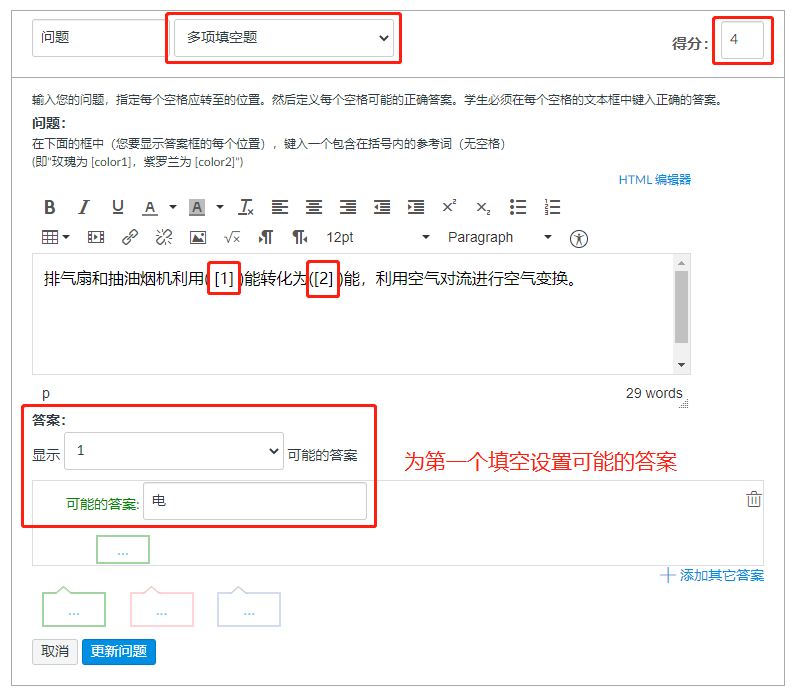 问题 多项填空题 得分： 4
输入您的问题，指定每个空格应转至的位置。然后定义每个空格可能的正确答案。学生必须在每个空格的文本框中键入正确的答案。
问题：
在下面的框中（您要显示答案框的每个位置），键入一个包含在括号内的参考词（无空格）
(即“玫瑰为 [color1]，紫罗兰为 [color2]”)
HTML 编辑器
B I U A A Tx x² x₂
√x 12pt Paragraph
排气扇和抽油烟机利用( [1] )能转化为([2] )能，利用空气对流进行空气变换。
p 29 words
答案：
显示 1 可能的答案
为第一个填空设置可能的答案
可能的答案: 电
...
添加其它答案
... ... ...
取消 更新问题